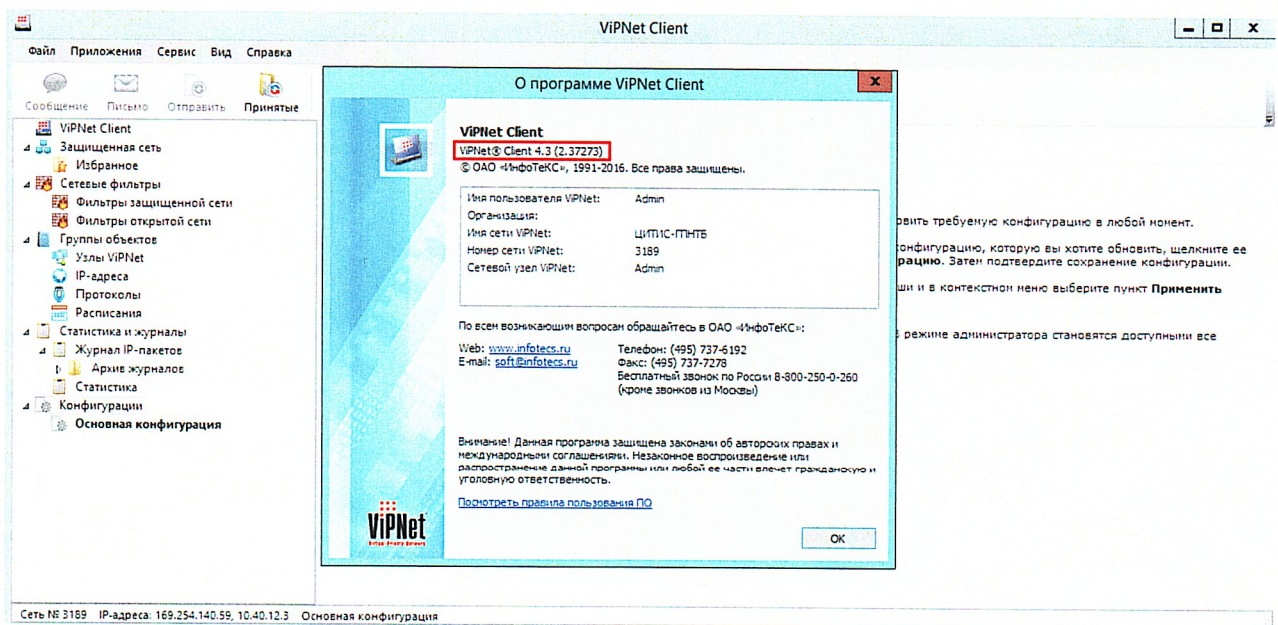 ViPNet Client
Файл Приложения Сервис Вид Справка
Сообщение Письмо Отправить Принятые
ViPNet Client
Защищенная сеть
Избранное
Сетевые фильтры
Фильтры защищенной сети
Фильтры открытой сети
Группы объектов
Узлы ViPNet
IP-адреса
Протоколы
Расписания
Статистика и журналы
Журнал IP-пакетов
Архив журналов
Статистика
Конфигурации
Основная конфигурация
О программе ViPNet Client
ViPNet Client
ViPNet® Client 4.3 (2.37273)
© ОАО «ИнфоТеКС», 1991-2016. Все права защищены.
Имя пользователя ViPNet: Admin
Организация:
Имя сети ViPNet: ЦИТИС-ГПНТБ
Номер сети ViPNet: 3189
Сетевой узел ViPNet: Admin
По всем возникающим вопросам обращайтесь в ОАО «ИнфоТеКС»:
Web: www.infotecs.ru Телефон: (495) 737-6192
E-mail: soft@infotecs.ru Факс: (495) 737-7278
Бесплатный звонок по России 8-800-250-0-260
(кроме звонков из Москвы)
Внимание! Данная программа защищена законами об авторских правах и
международными соглашениями. Незаконное воспроизведение или
распространение данной программы или любой ее части влечет гражданскую и
уголовную ответственность.
Посмотреть правила пользования ПО
ViPNet
Virtual Private Network
OK
овить требуемую конфигурацию в любой момент.
онфигурацию, которую вы хотите обновить, щелкните ее
рацию. Затем подтвердите сохранение конфигурации.
ши и в контекстном меню выберите пункт Применить
в режиме администратора становятся доступными все
Сеть № 3189 IP-адреса: 169.254.140.59, 10.40.12.3 Основная конфигурация